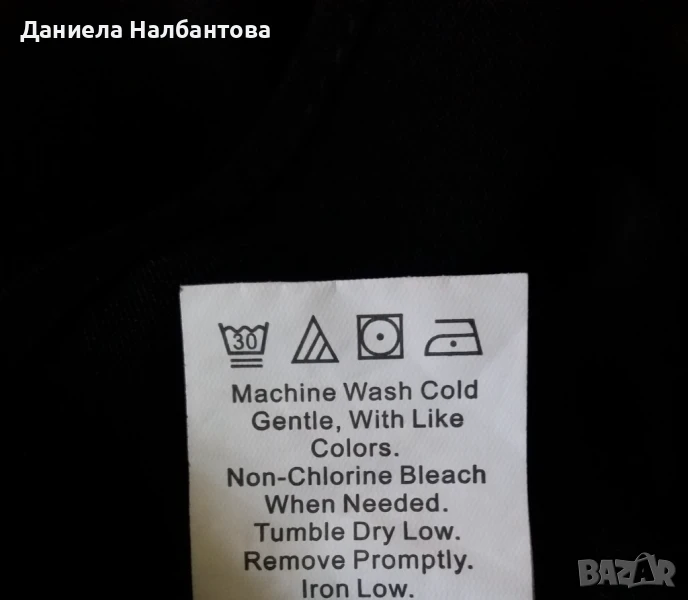 Даниела Налбантова
30
Machine Wash Cold
Gentle, With Like
Colors.
Non-Chlorine Bleach
When Needed.
Tumble Dry Low.
Remove Promptly.
Iron Low.
BAZAR